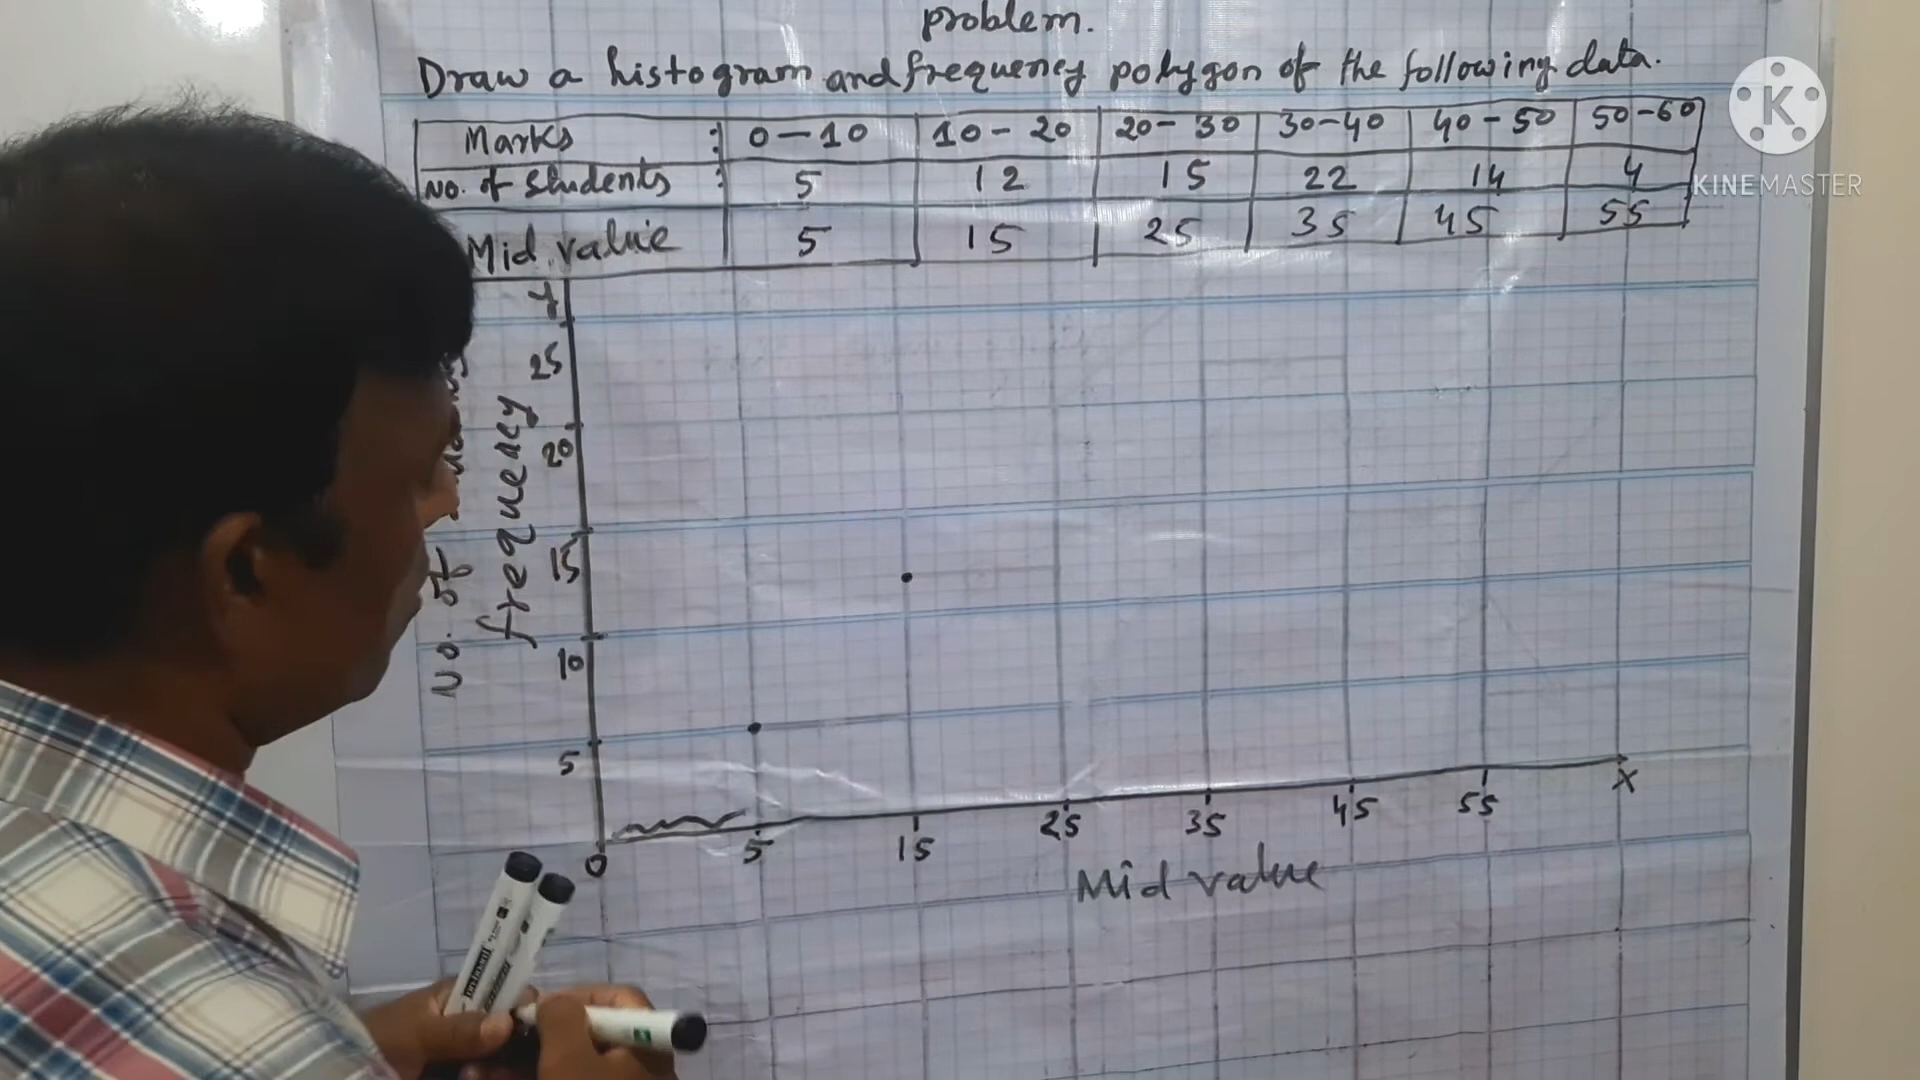 problem.
Draw a histogram and frequency polygon of the following data.
Marks : 0-10 10-20 20-30 30-40 40-50 50-60
No. of Students : 5 12 15 22 14 4
Mid value 5 15 25 35 45 55
K
KINEMASTER
Y
25
20
15
10
5
0
No. of
frequency
5 15 25 35 45 55 X
Mid value